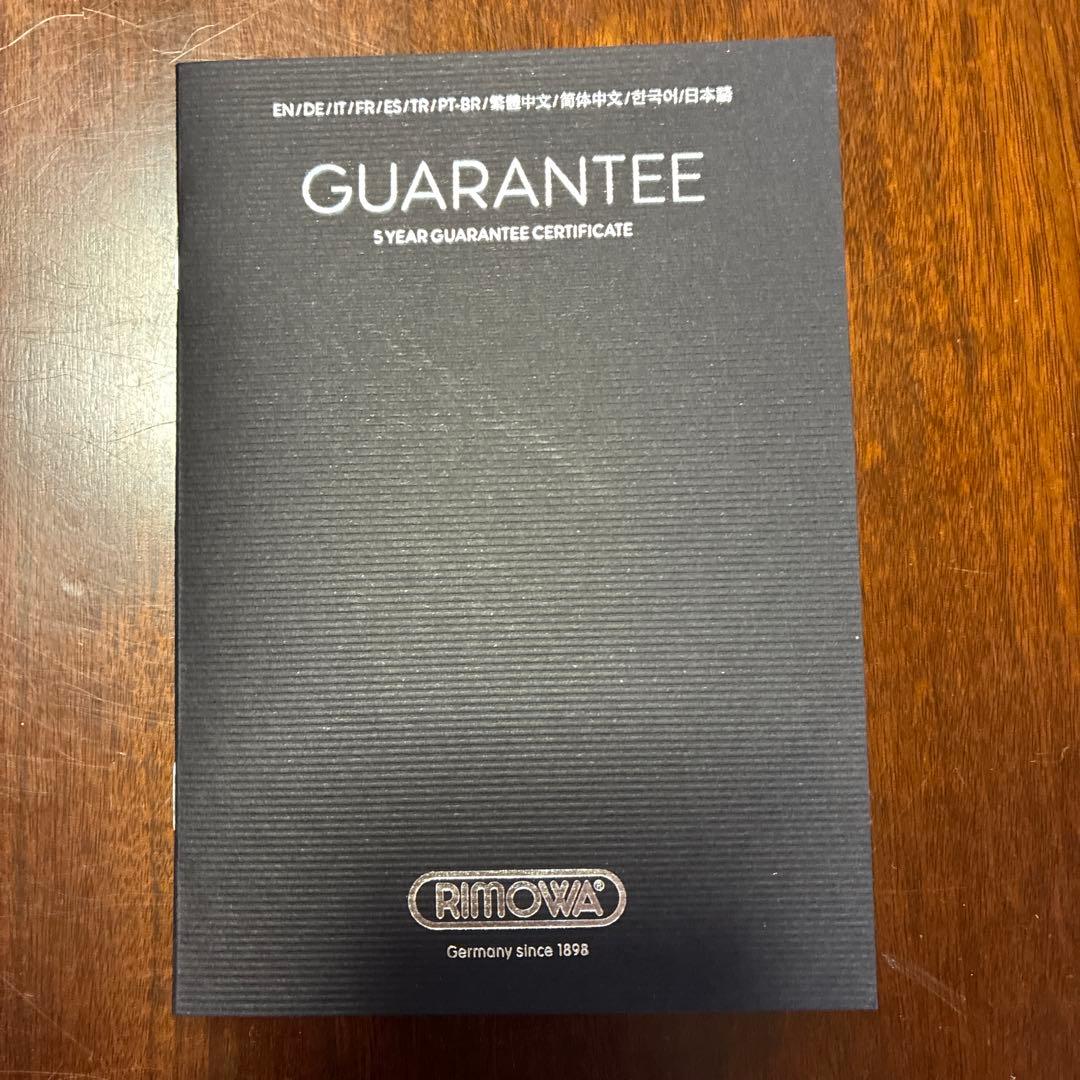 EN/DE/IT/FR/ES/TR/PT-BR/繁體中文/简体中文/한국어/日本語
GUARANTEE
5 YEAR GUARANTEE CERTIFICATE
RIMOWA®
Germany since 1898